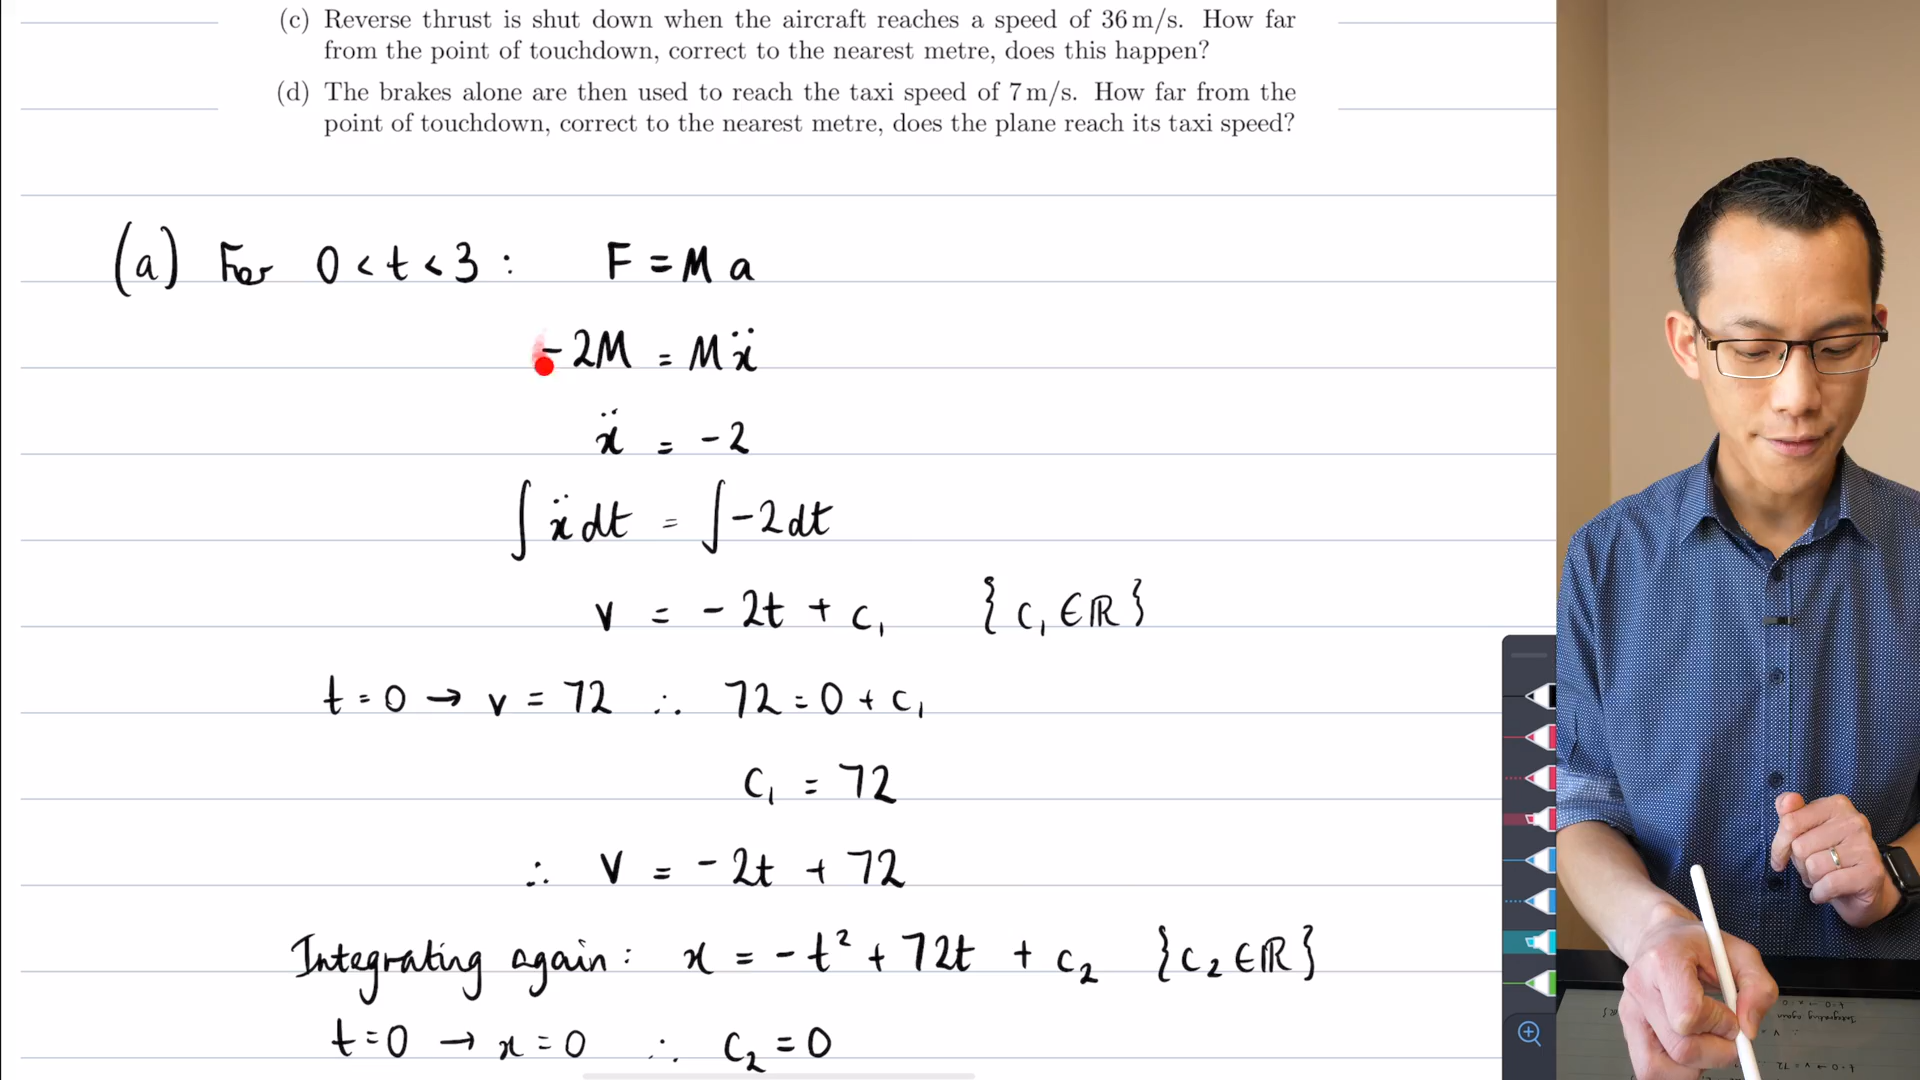 (c) Reverse thrust is shut down when the aircraft reaches a speed of 36 m/s. How far
from the point of touchdown, correct to the nearest metre, does this happen?
(d) The brakes alone are then used to reach the taxi speed of 7 m/s. How far from the
point of touchdown, correct to the nearest metre, does the plane reach its taxi speed?
(a) For 0 < t < 3 : F = M a
-2M = Mẍ
ẍ = -2
∫ ẍ dt = ∫ -2 dt
v = -2t + c₁ {c₁ ∈ ℝ}
t = 0 → v = 72 ∴ 72 = 0 + c₁
c₁ = 72
∴ v = -2t + 72
Integrating again : x = -t² + 72t + c₂ {c₂ ∈ ℝ}
t = 0 → x = 0 ∴ c₂ = 0